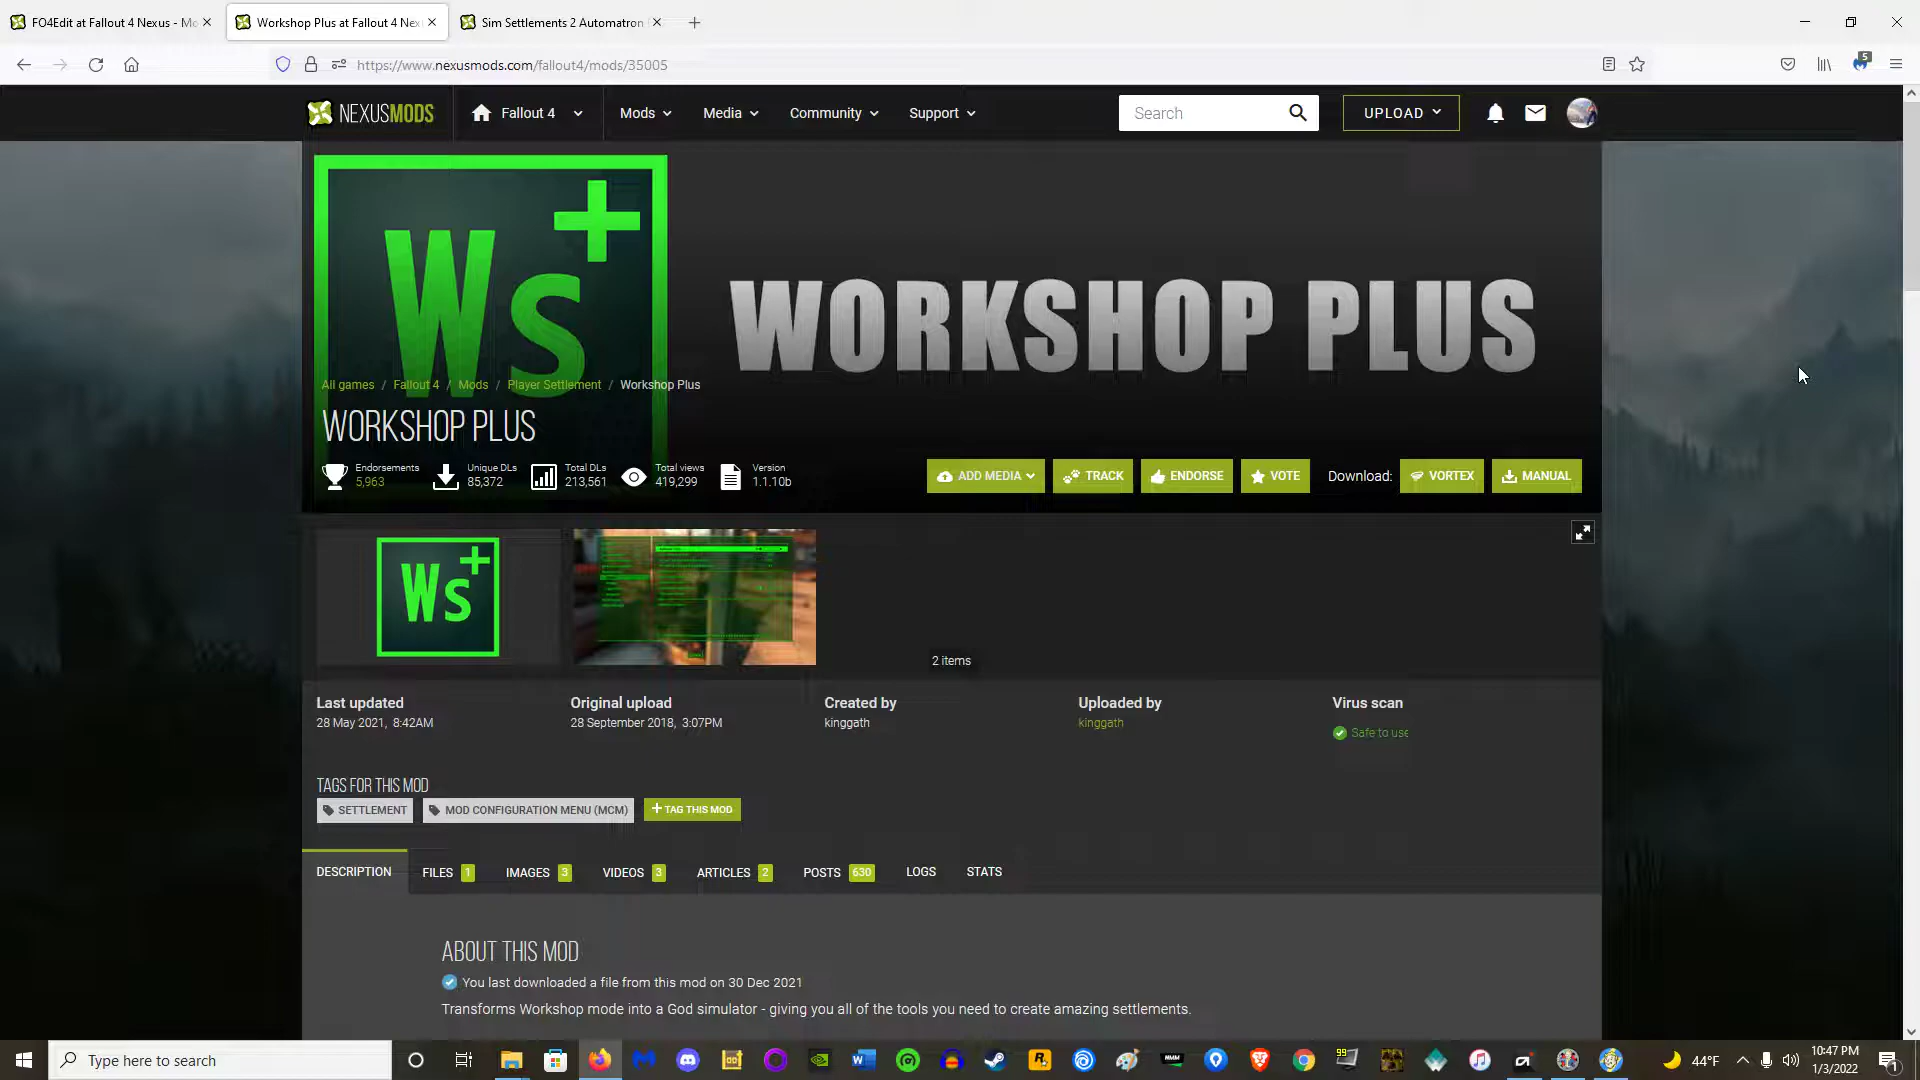 FO4Edit at Fallout 4 Nexus - Mo
Workshop Plus at Fallout 4 Nex
Sim Settlements 2 Automatron
https://www.nexusmods.com/fallout4/mods/35005
5
NEXUSMODS
Fallout 4
Mods
Media
Community
Support
Search
UPLOAD
Ws+
WORKSHOP PLUS
All games / Fallout 4 / Mods / Player Settlement / Workshop Plus
WORKSHOP PLUS
Endorsements
5,963
Unique DLs
85,372
Total DLs
213,561
Total views
419,299
Version
1.1.10b
ADD MEDIA
TRACK
ENDORSE
VOTE
Download:
VORTEX
MANUAL
Ws+
2 items
Last updated
28 May 2021, 8:42AM
Original upload
28 September 2018, 3:07PM
Created by
kinggath
Uploaded by
kinggath
Virus scan
Safe to use
TAGS FOR THIS MOD
SETTLEMENT
MOD CONFIGURATION MENU (MCM)
+ TAG THIS MOD
DESCRIPTION
FILES 1
IMAGES 3
VIDEOS 3
ARTICLES 2
POSTS 630
LOGS
STATS
ABOUT THIS MOD
You last downloaded a file from this mod on 30 Dec 2021
Transforms Workshop mode into a God simulator - giving you all of the tools you need to create amazing settlements.
Type here to search
99
44°F
10:47 PM
1/3/2022
1